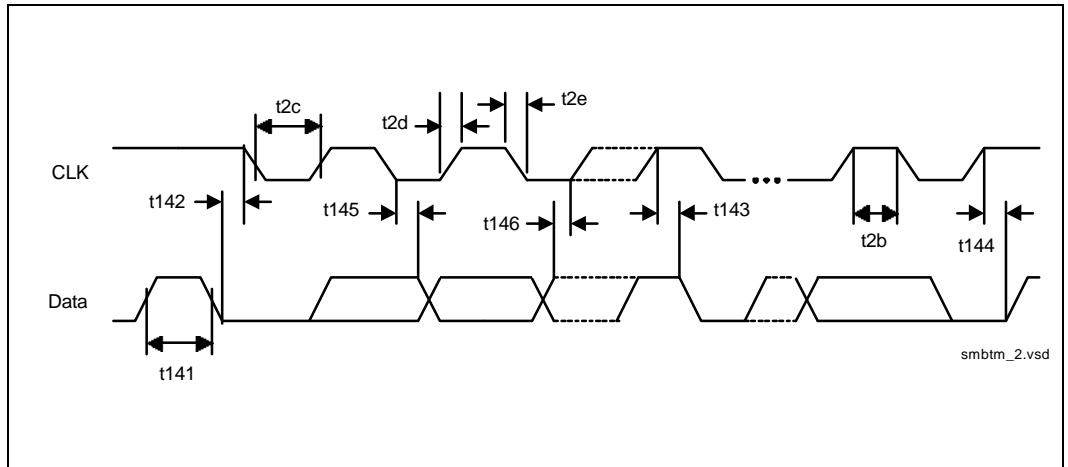 t2c
t2d
t2e
CLK
t142
t145
t146
t143
t2b
t144
Data
t141
smbtm_2.vsd